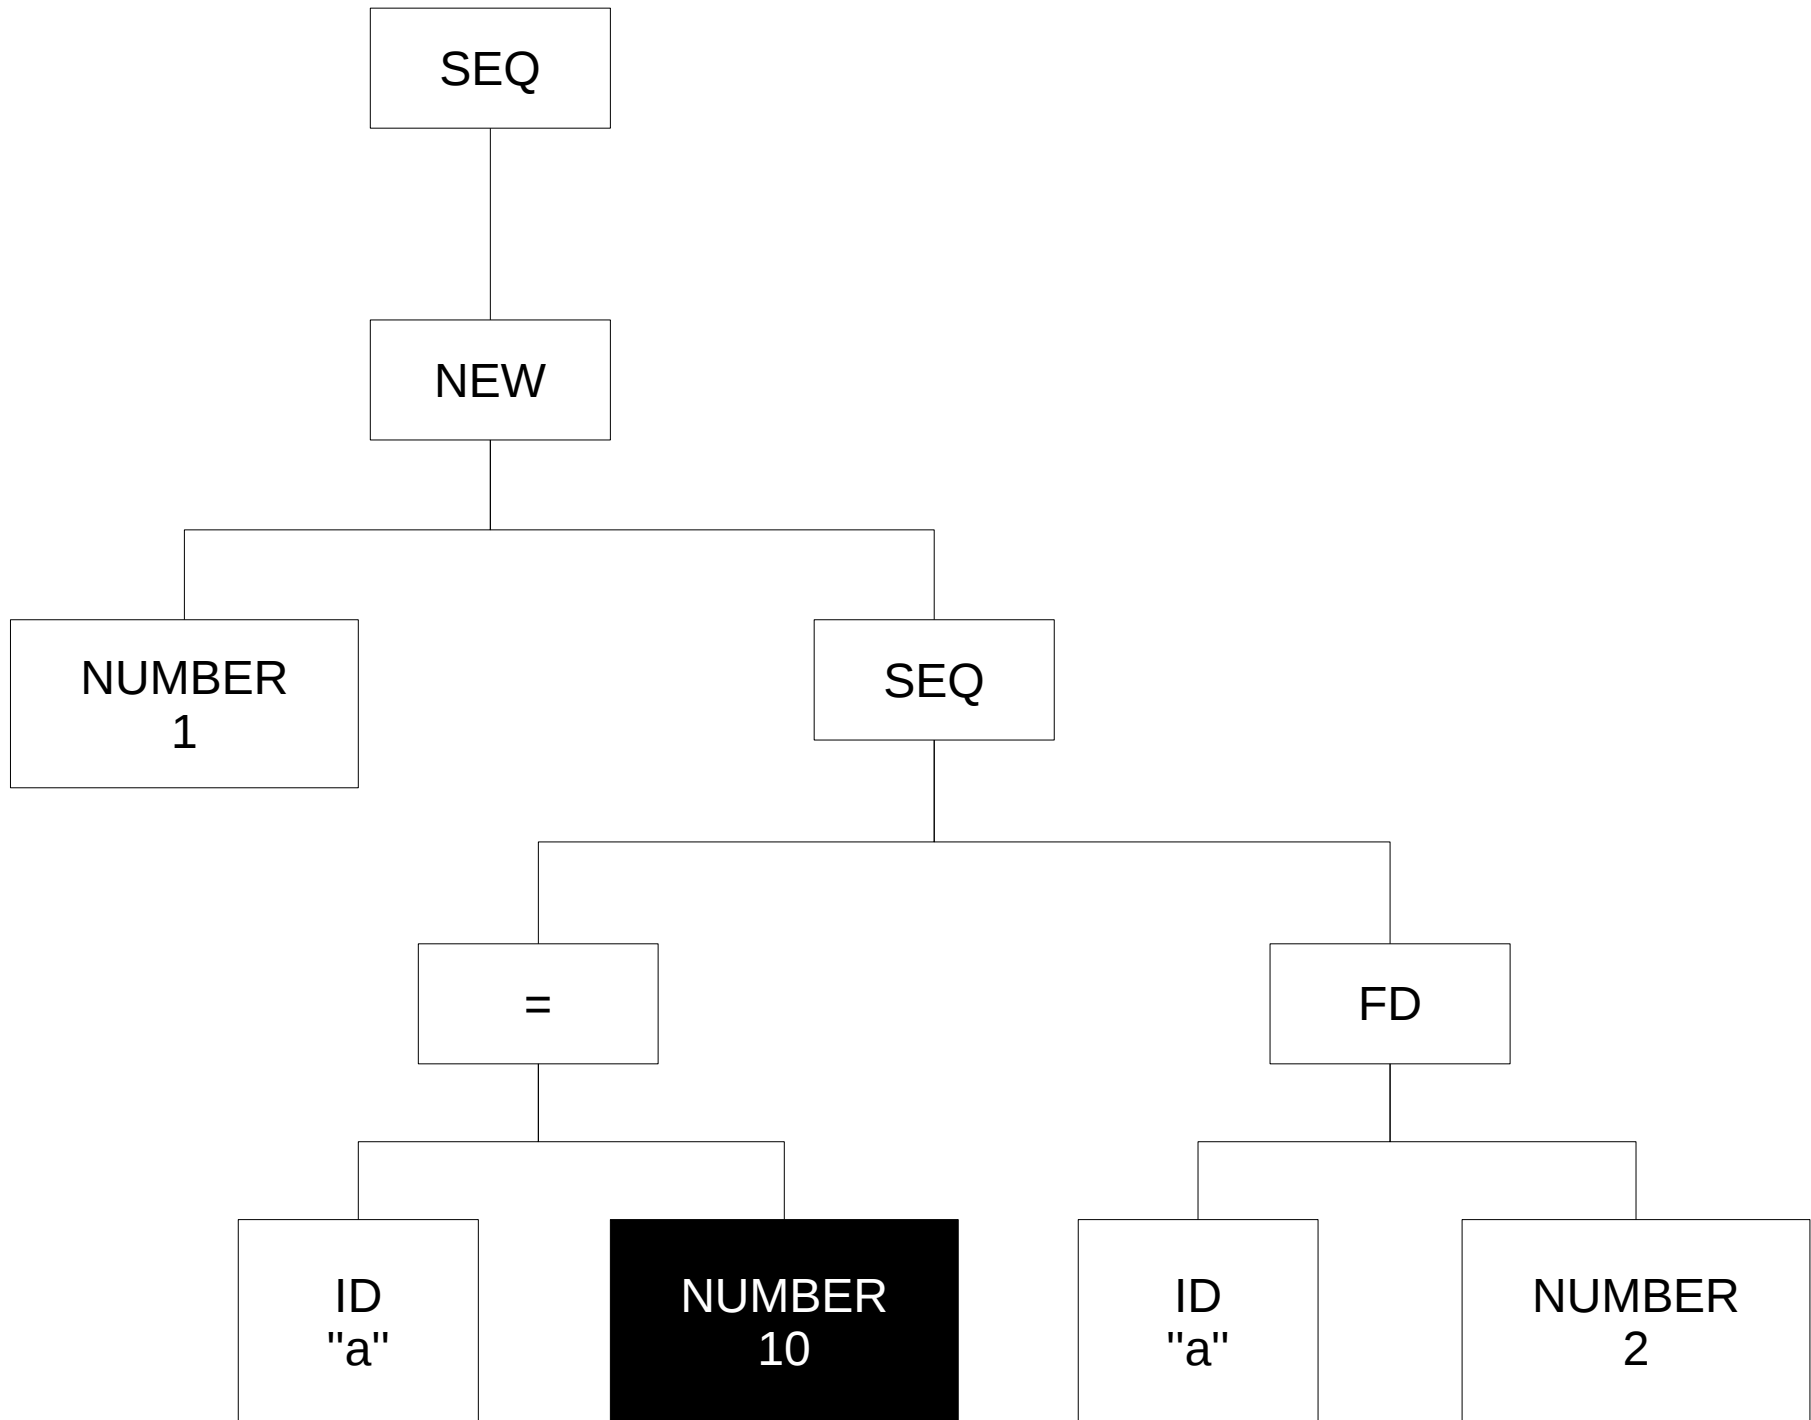 SEQ
NEW
NUMBER
1
SEQ
=
FD
ID
"a"
NUMBER
10
ID
"a"
NUMBER
2